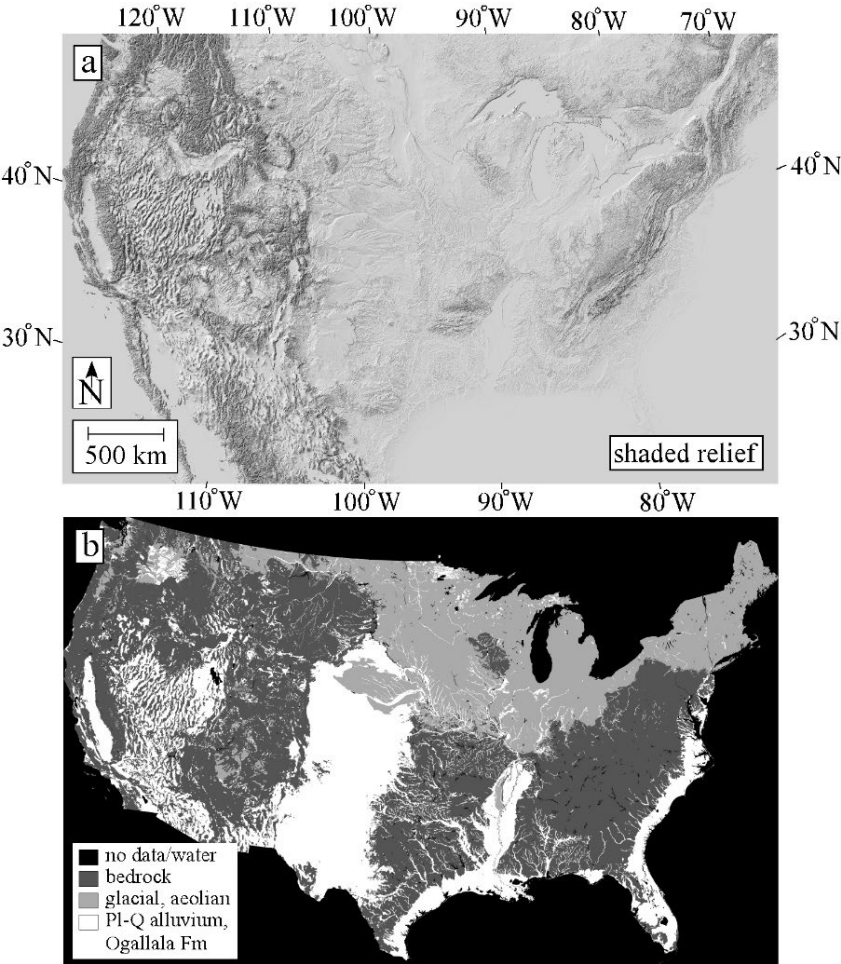 120°W 110°W 100°W 90°W 80°W 70°W
a
40°N 40°N
30°N 30°N
N
500 km
shaded relief
110°W 100°W 90°W 80°W
b
no data/water
bedrock
glacial, aeolian
Pl-Q alluvium,
Ogallala Fm